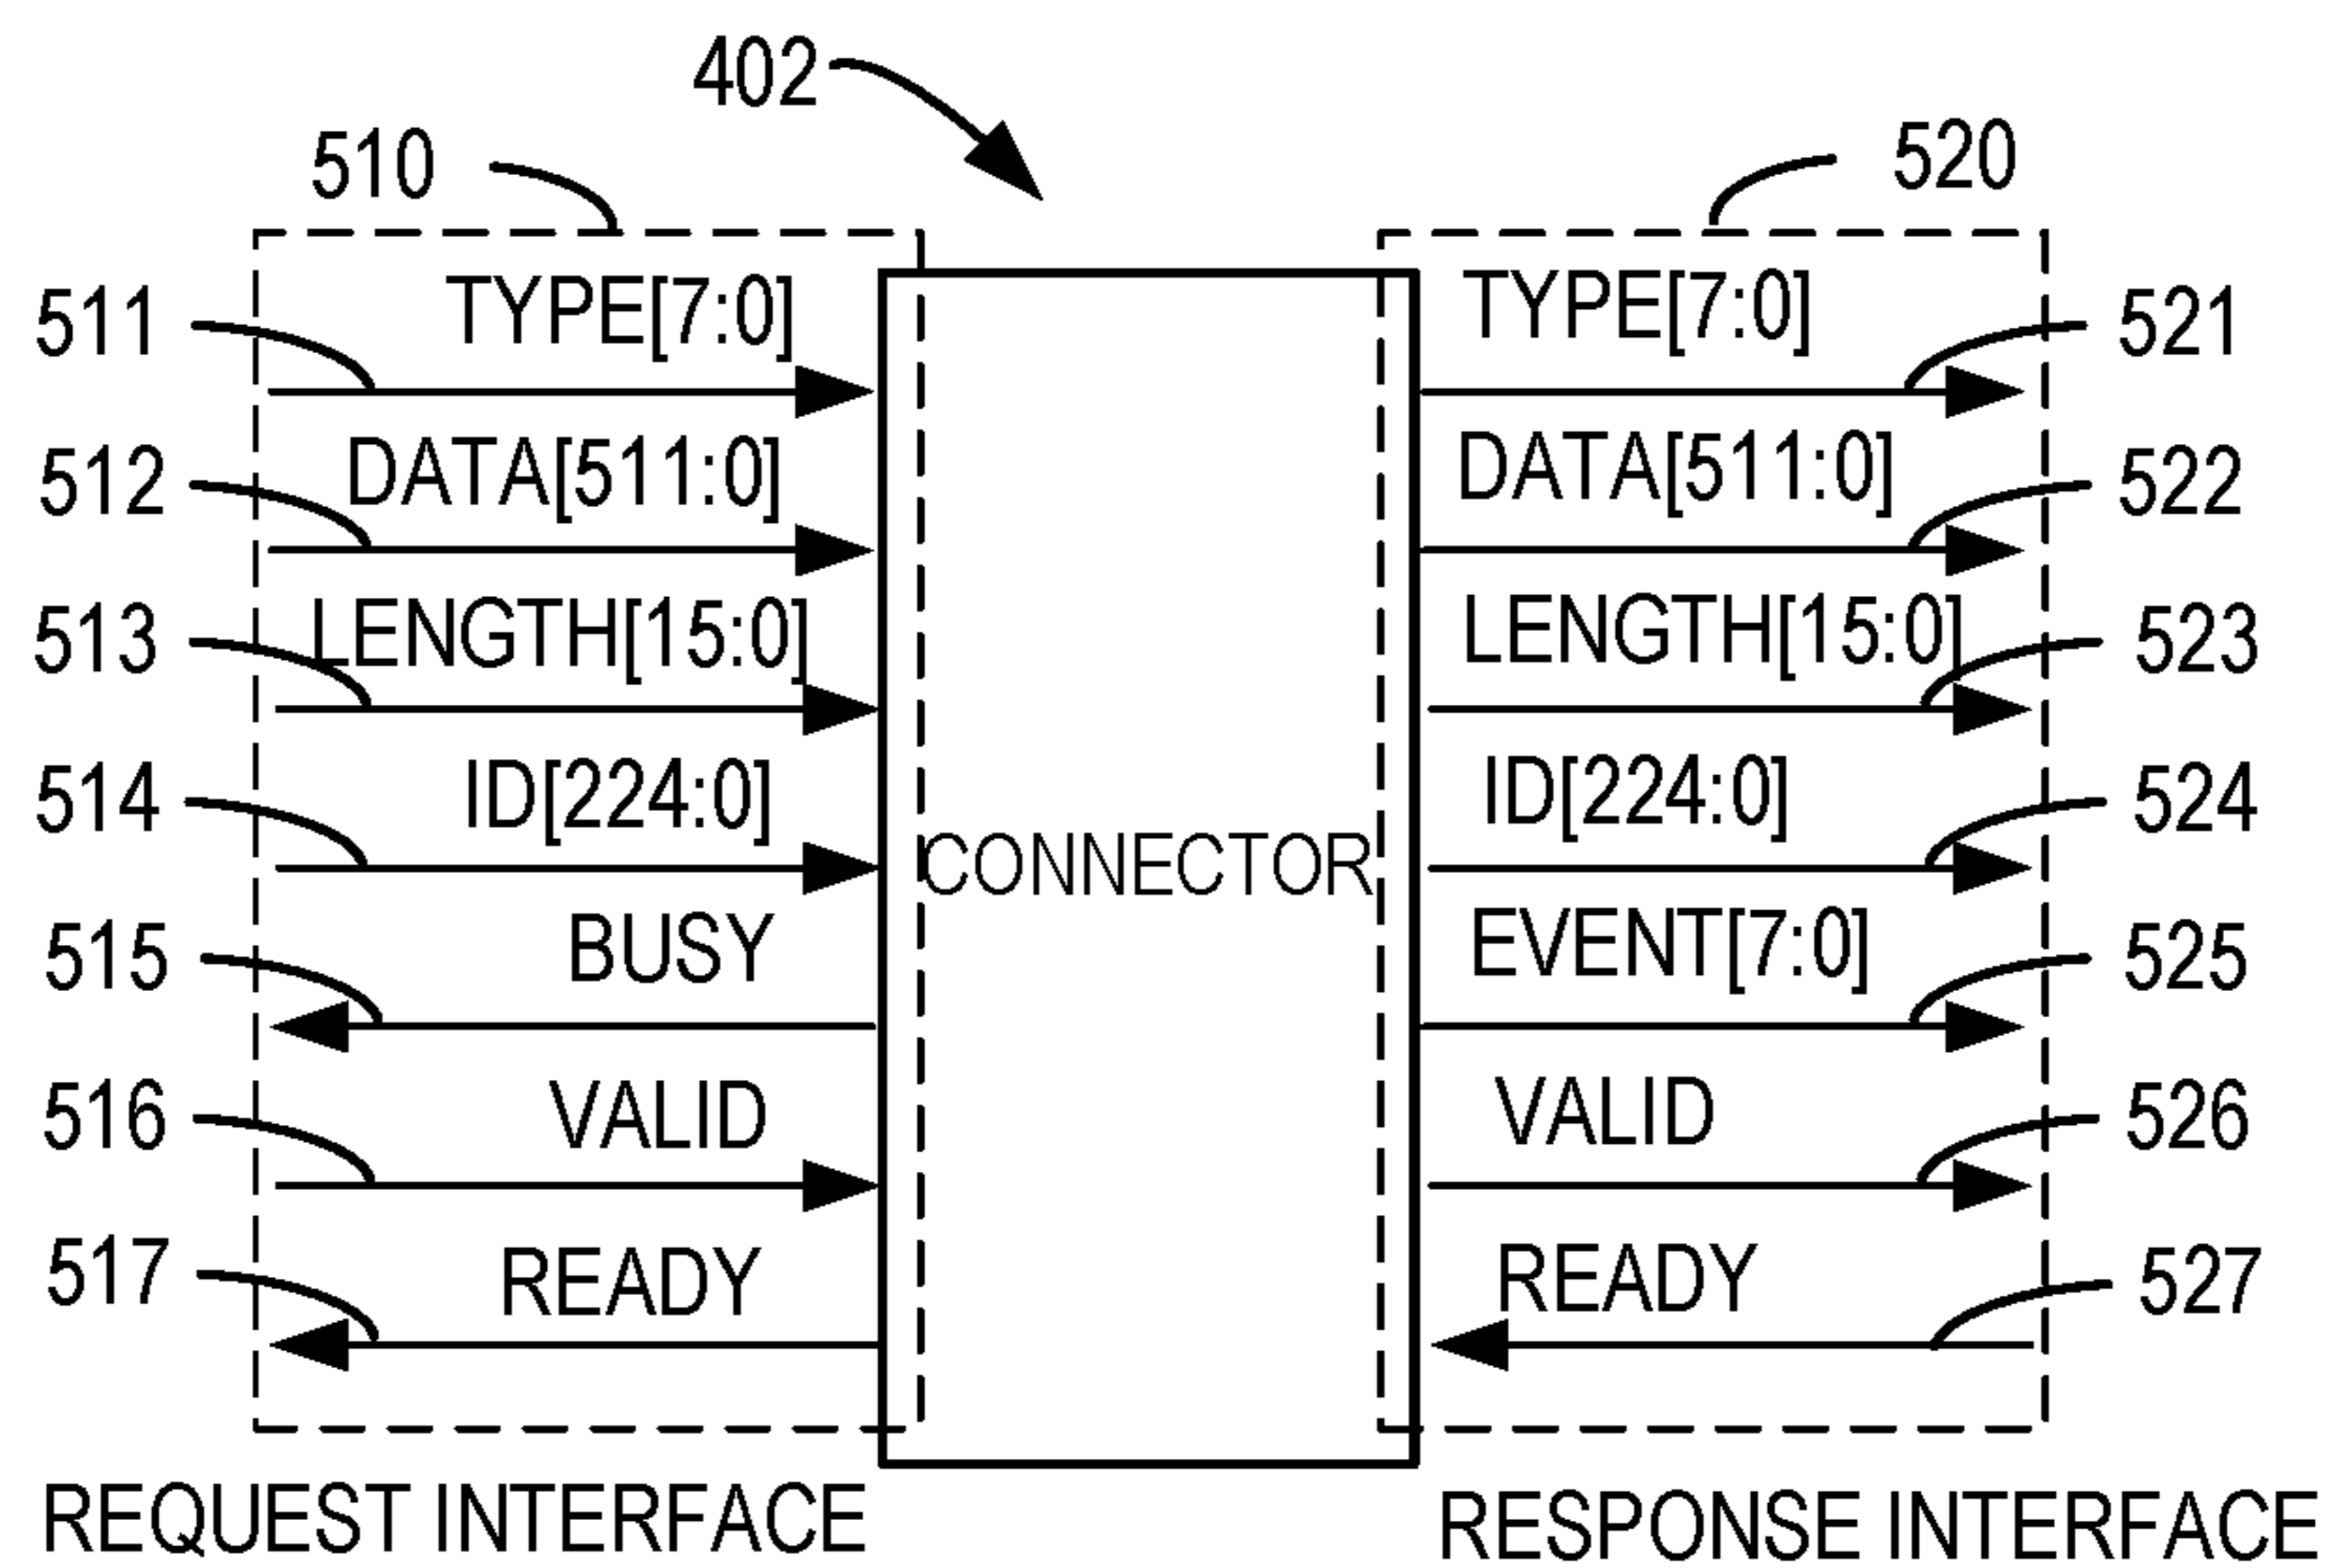 402
510
520
TYPE[7:0]
TYPE[7:0]
511
521
DATA[511:0]
DATA[511:0]
512
522
LENGTH[15:0]
LENGTH[15:0]
513
523
ID[224:0]
ID[224:0]
514
524
CONNECTOR
BUSY
EVENT[7:0]
515
525
VALID
VALID
516
526
READY
READY
517
527
REQUEST INTERFACE
RESPONSE INTERFACE